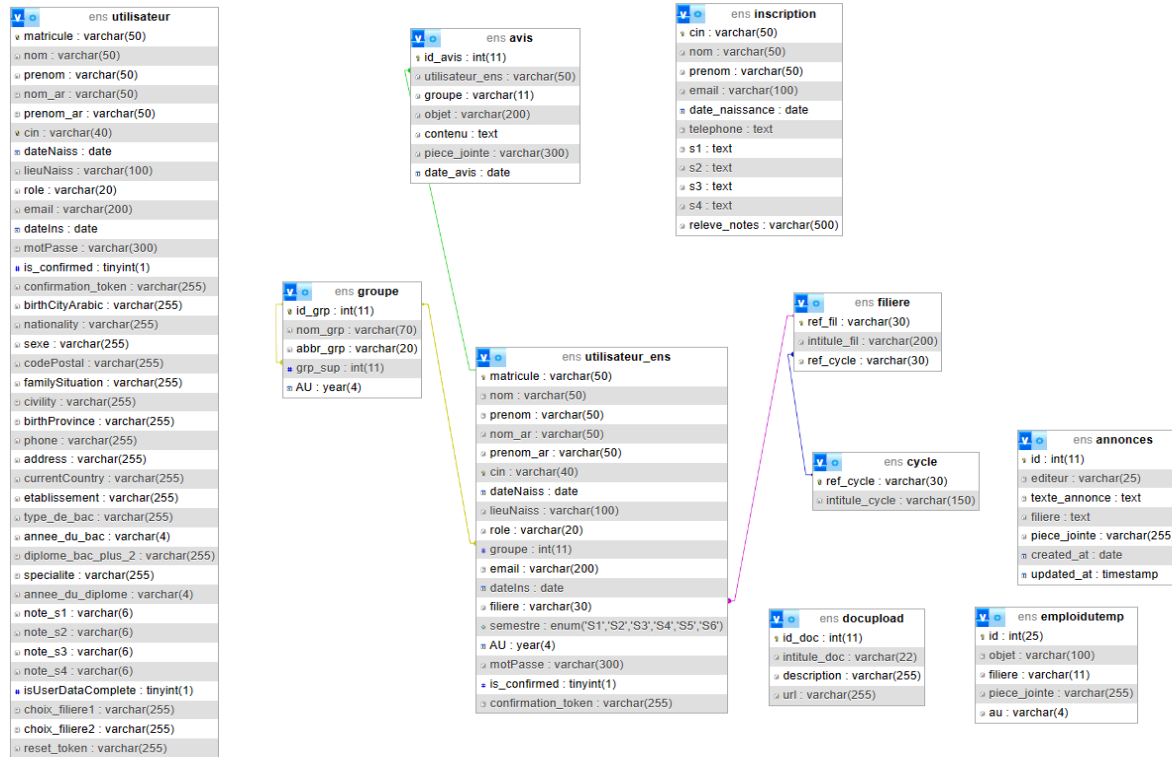 ens utilisateur
matricule : varchar(50)
nom : varchar(50)
prenom : varchar(50)
nom_ar : varchar(50)
prenom_ar : varchar(50)
cin : varchar(40)
dateNaiss : date
lieuNaiss : varchar(100)
role : varchar(20)
email : varchar(200)
dateIns : date
motPasse : varchar(300)
is_confirmed : tinyint(1)
confirmation_token : varchar(255)
birthCityArabic : varchar(255)
nationality : varchar(255)
sexe : varchar(255)
codePostal : varchar(255)
familySituation : varchar(255)
civility : varchar(255)
birthProvince : varchar(255)
phone : varchar(255)
address : varchar(255)
currentCountry : varchar(255)
etablissement : varchar(255)
type_de_bac : varchar(255)
annee_du_bac : varchar(4)
diplome_bac_plus_2 : varchar(255)
specialite : varchar(255)
annee_du_diplome : varchar(4)
note_s1 : varchar(6)
note_s2 : varchar(6)
note_s3 : varchar(6)
note_s4 : varchar(6)
isUserDataComplete : tinyint(1)
choix_filiere1 : varchar(255)
choix_filiere2 : varchar(255)
reset_token : varchar(255)
ens avis
id_avis : int(11)
utilisateur_ens : varchar(50)
groupe : varchar(11)
objet : varchar(200)
contenu : text
piece_jointe : varchar(300)
date_avis : date
ens inscription
cin : varchar(50)
nom : varchar(50)
prenom : varchar(50)
email : varchar(100)
date_naissance : date
telephone : text
s1 : text
s2 : text
s3 : text
s4 : text
releve_notes : varchar(500)
ens groupe
id_grp : int(11)
nom_grp : varchar(70)
abbr_grp : varchar(20)
grp_sup : int(11)
AU : year(4)
ens utilisateur_ens
matricule : varchar(50)
nom : varchar(50)
prenom : varchar(50)
nom_ar : varchar(50)
prenom_ar : varchar(50)
cin : varchar(40)
dateNaiss : date
lieuNaiss : varchar(100)
role : varchar(20)
groupe : int(11)
email : varchar(200)
dateIns : date
filiere : varchar(30)
semestre : enum('S1','S2','S3','S4','S5','S6')
AU : year(4)
motPasse : varchar(300)
is_confirmed : tinyint(1)
confirmation_token : varchar(255)
ens filiere
ref_fil : varchar(30)
intitule_fil : varchar(200)
ref_cycle : varchar(30)
ens cycle
ref_cycle : varchar(30)
intitule_cycle : varchar(150)
ens annonces
id : int(11)
editeur : varchar(25)
texte_annonce : text
filiere : text
piece_jointe : varchar(255
created_at : date
updated_at : timestamp
ens docupload
id_doc : int(11)
intitule_doc : varchar(22)
description : varchar(255)
url : varchar(255)
ens emploidutemp
id : int(25)
objet : varchar(100)
filiere : varchar(11)
piece_jointe : varchar(255)
au : varchar(4)